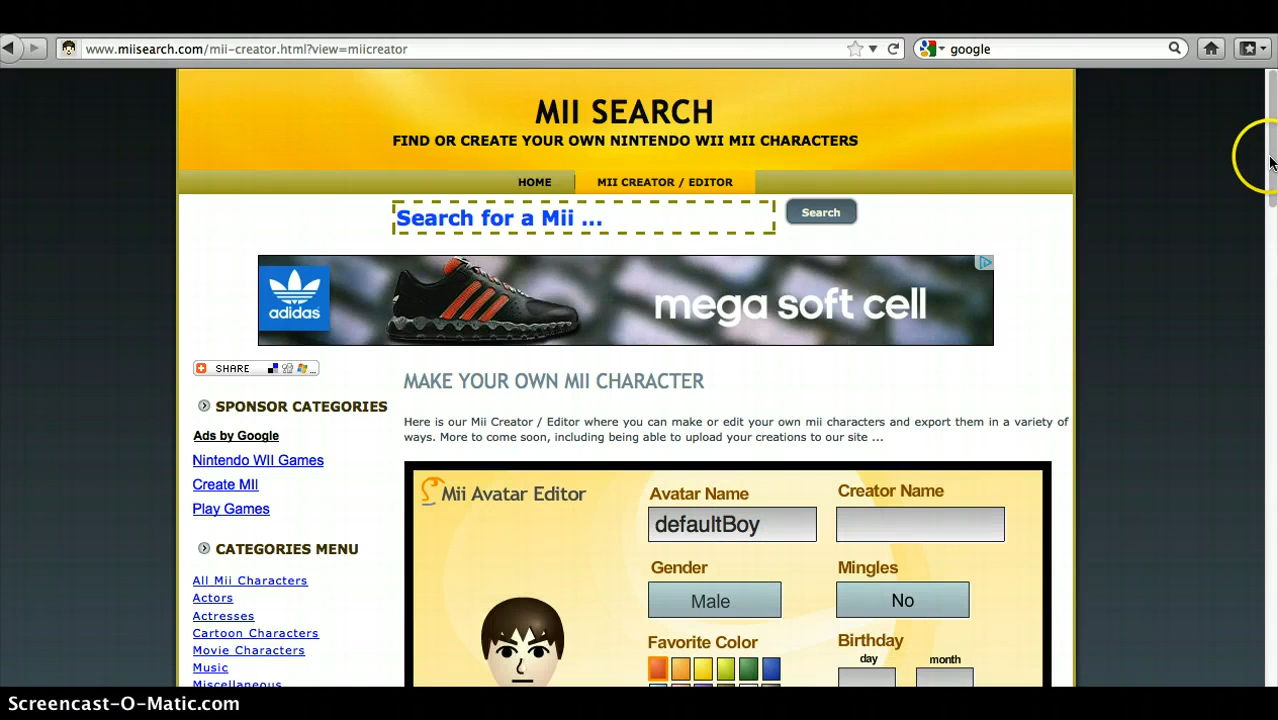 www.miisearch.com/mii-creator.html?view=miicreator
google
MII SEARCH
FIND OR CREATE YOUR OWN NINTENDO WII MII CHARACTERS
HOME
MII CREATOR / EDITOR
Search for a Mii ...
Search
adidas
mega soft cell
SHARE
...
SPONSOR CATEGORIES
Ads by Google
Nintendo WII Games
Create MII
Play Games
CATEGORIES MENU
All Mii Characters
Actors
Actresses
Cartoon Characters
Movie Characters
Music
Miscellaneous
MAKE YOUR OWN MII CHARACTER
Here is our Mii Creator / Editor where you can make or edit your own mii characters and export them in a variety of
ways. More to come soon, including being able to upload your creations to our site ...
Mii Avatar Editor
Avatar Name
defaultBoy
Creator Name
Gender
Male
Mingles
No
Favorite Color
Birthday
day
month
Screencast-O-Matic.com